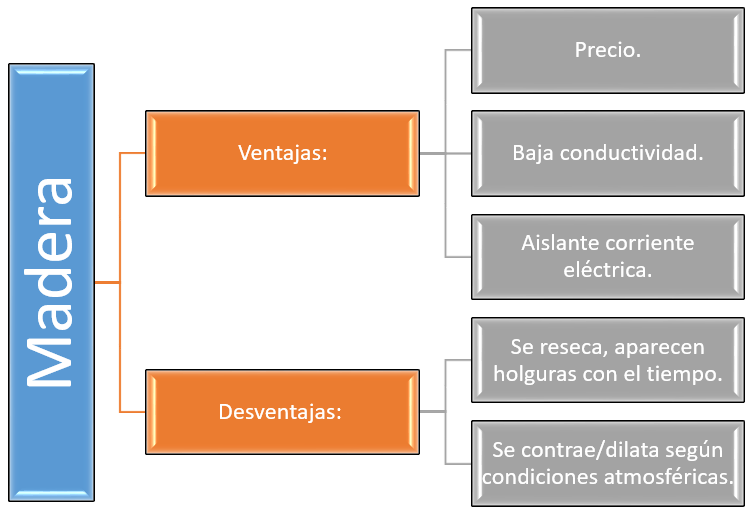 Madera
Ventajas:
Precio.
Baja conductividad.
Aislante corriente
eléctrica.
Desventajas:
Se reseca, aparecen
holguras con el tiempo.
Se contrae/dilata según
condiciones atmosféricas.